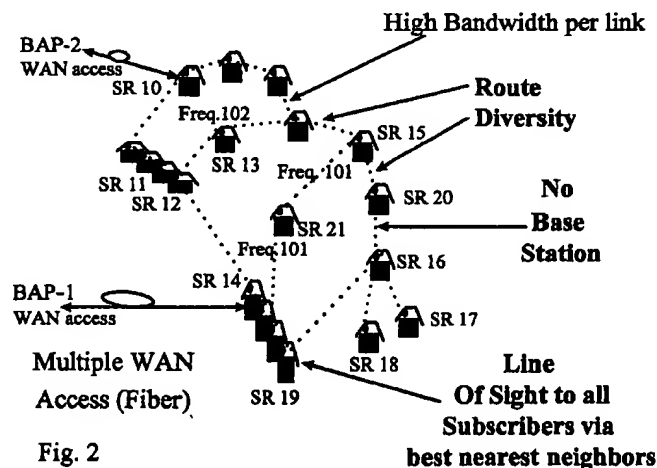 High Bandwidth per link
BAP-2
WAN access
SR 10
Route
Diversity
Freq.102
SR 15
SR 13
Freq. 101
SR 11
SR 12
SR 20
No
Base
Station
SR 21
Freq.101
SR 16
SR 14
BAP-1
WAN access
SR 17
SR 18
Multiple WAN
Access (Fiber)
SR 19
Line
Of Sight to all
Subscribers via
best nearest neighbors
Fig. 2